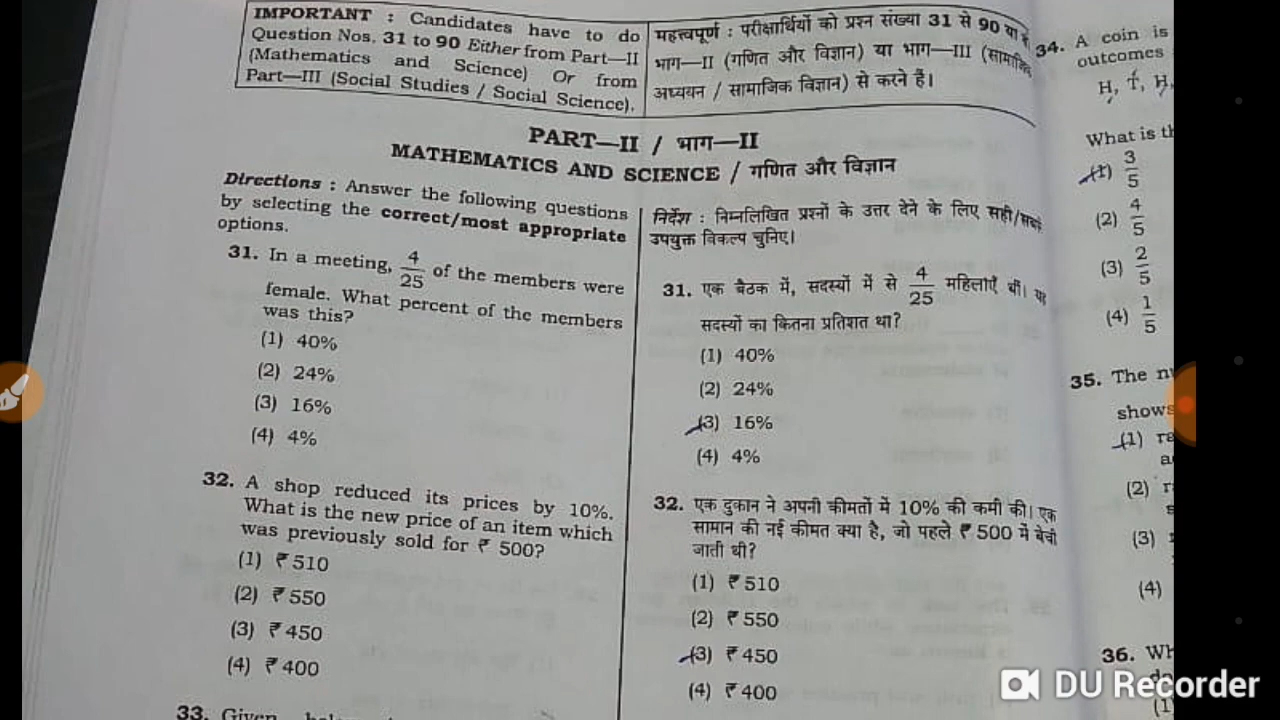 IMPORTANT : Candidates have to do
Question Nos. 31 to 90 Either from Part—II
(Mathematics and Science) Or from
Part—III (Social Studies / Social Science).
महत्त्वपूर्ण : परीक्षार्थियों को प्रश्न संख्या 31 से 90 या
भाग—II (गणित और विज्ञान) या भाग—III
अध्ययन / सामाजिक विज्ञान) से करने हैं।
PART—II / भाग—II
MATHEMATICS AND SCIENCE / गणित और विज्ञान
Directions : Answer the following questions
by selecting the correct/most appropriate
options.
31. In a meeting, 4/25 of the members were
female. What percent of the members
was this?
(1) 40%
(2) 24%
(3) 16%
(4) 4%
32. A shop reduced its prices by 10%.
What is the new price of an item which
was previously sold for ₹ 500?
(1) ₹ 510
(2) ₹ 550
(3) ₹ 450
(4) ₹ 400
33. Given
निर्देश : निम्नलिखित प्रश्नों के उत्तर देने के लिए सही/सबसे
उपयुक्त विकल्प चुनिए।
31. एक बैठक में, सदस्यों में से 4/25 महिलाएँ थीं। यह
सदस्यों का कितना प्रतिशत था?
(1) 40%
(2) 24%
(3) 16%
(4) 4%
32. एक दुकान ने अपनी कीमतों में 10% की कमी की। एक
सामान की नई कीमत क्या है, जो पहले ₹ 500 में बेची
जाती थी?
(1) ₹ 510
(2) ₹ 550
(3) ₹ 450
(4) ₹ 400
34. A coin is
outcomes
H, T, H,
What is th
(1) 3/5
(2) 4/5
(3) 2/5
(4) 1/5
35. The
shows
(1)
(2)
(3)
(4)
36.
(1)
DU Recorder